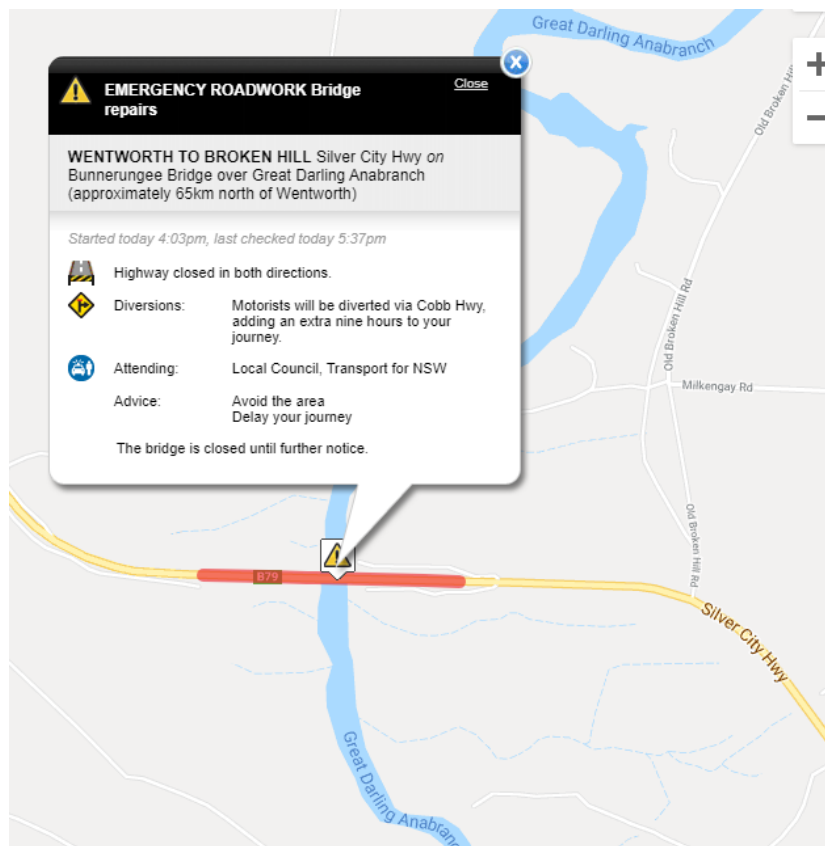 Great Darling Anabranch
EMERGENCY ROADWORK Bridge
repairs
Close
WENTWORTH TO BROKEN HILL Silver City Hwy on
Bunnerungee Bridge over Great Darling Anabranch
(approximately 65km north of Wentworth)
Started today 4:03pm, last checked today 5:37pm
Highway closed in both directions.
Diversions: Motorists will be diverted via Cobb Hwy,
adding an extra nine hours to your
journey.
Attending: Local Council, Transport for NSW
Advice: Avoid the area
Delay your journey
The bridge is closed until further notice.
Old Broken Hill
Old Broken Hill Rd
Milkengay Rd
Old Broken Hill Rd
B79
Silver City Hwy
Great Darling Anabranch